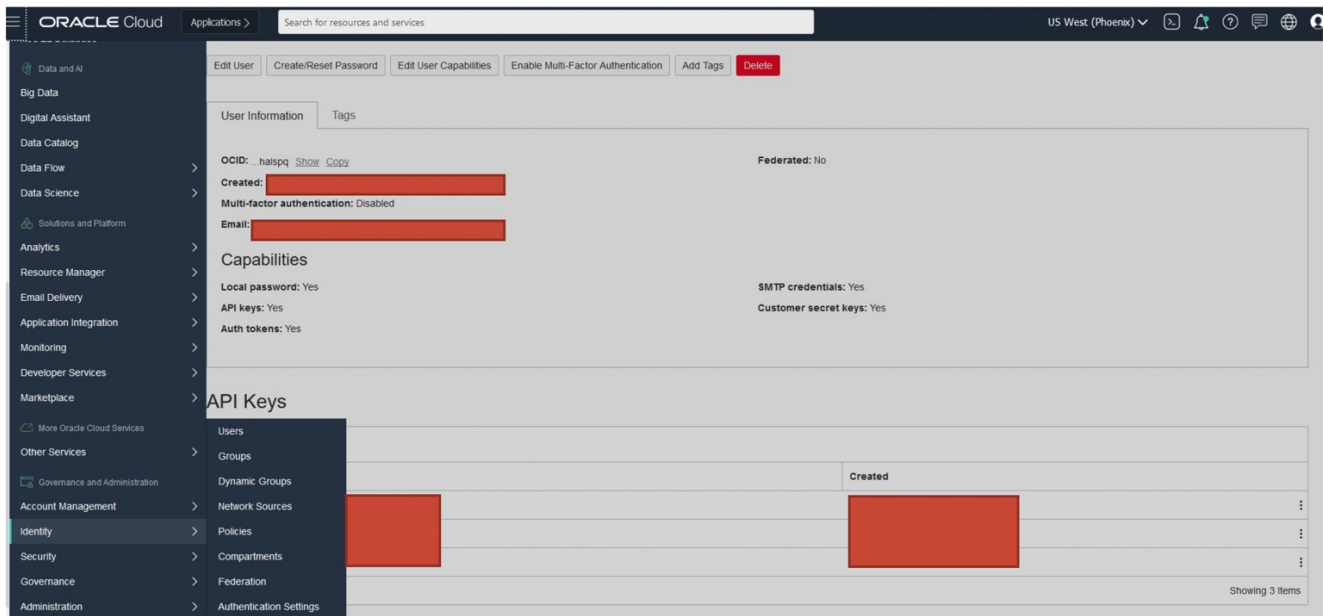 ORACLE Cloud
Applications >
Search for resources and services
US West (Phoenix)
Data and AI
Big Data
Digital Assistant
Data Catalog
Data Flow
Data Science
Solutions and Platform
Analytics
Resource Manager
Email Delivery
Application Integration
Monitoring
Developer Services
Marketplace
More Oracle Cloud Services
Other Services
Governance and Administration
Account Management
Identity
Security
Governance
Administration
Users
Groups
Dynamic Groups
Network Sources
Policies
Compartments
Federation
Authentication Settings
Edit User
Create/Reset Password
Edit User Capabilities
Enable Multi-Factor Authentication
Add Tags
Delete
User Information
Tags
OCID: ...halspq Show Copy
Federated: No
Created:
Multi-factor authentication: Disabled
Email:
Capabilities
Local password: Yes
SMTP credentials: Yes
API keys: Yes
Customer secret keys: Yes
Auth tokens: Yes
API Keys
Created
Showing 3 Items